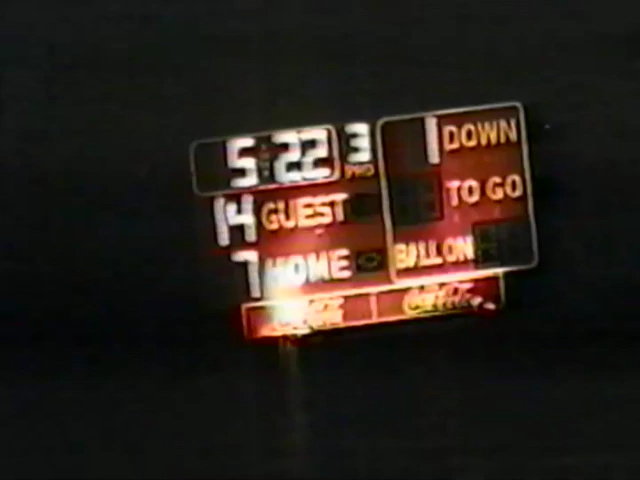 5:22 3
PRD
1 DOWN
14 GUEST
TO GO
7 HOME
BALL ON
Coca-Cola